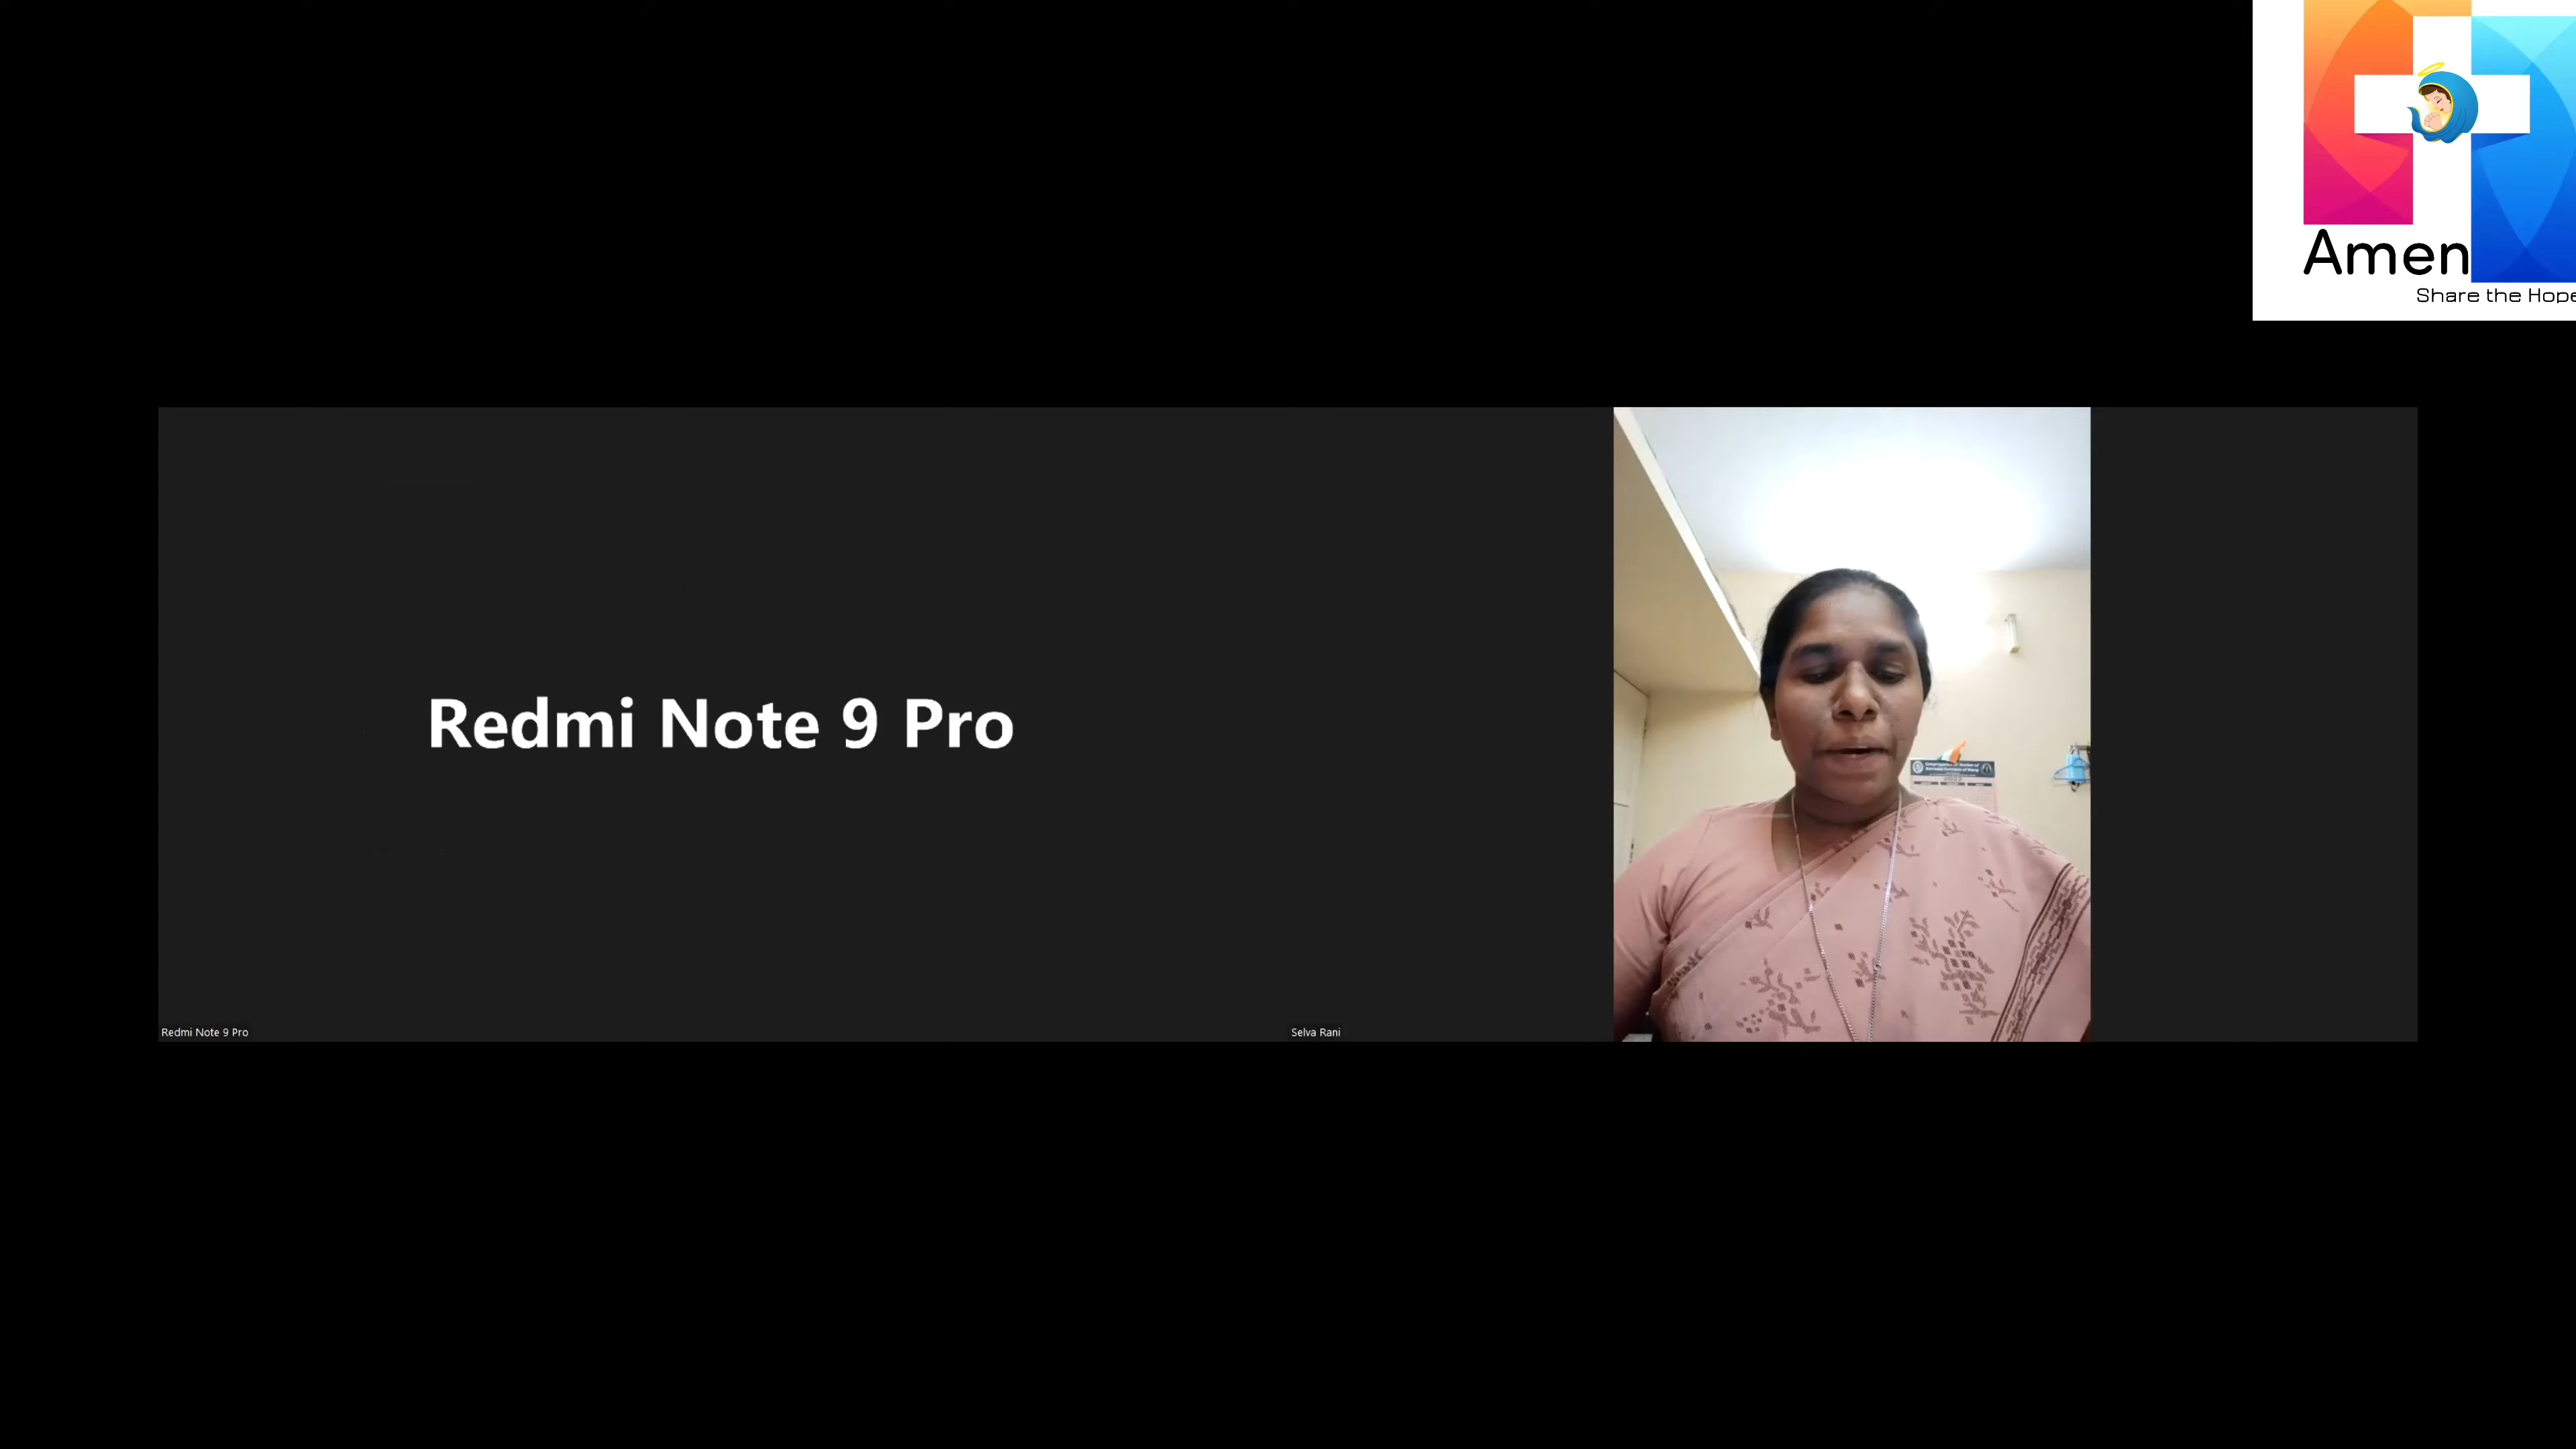 Amen
Share the Hope
Redmi Note 9 Pro
Redmi Note 9 Pro
Selva Rani